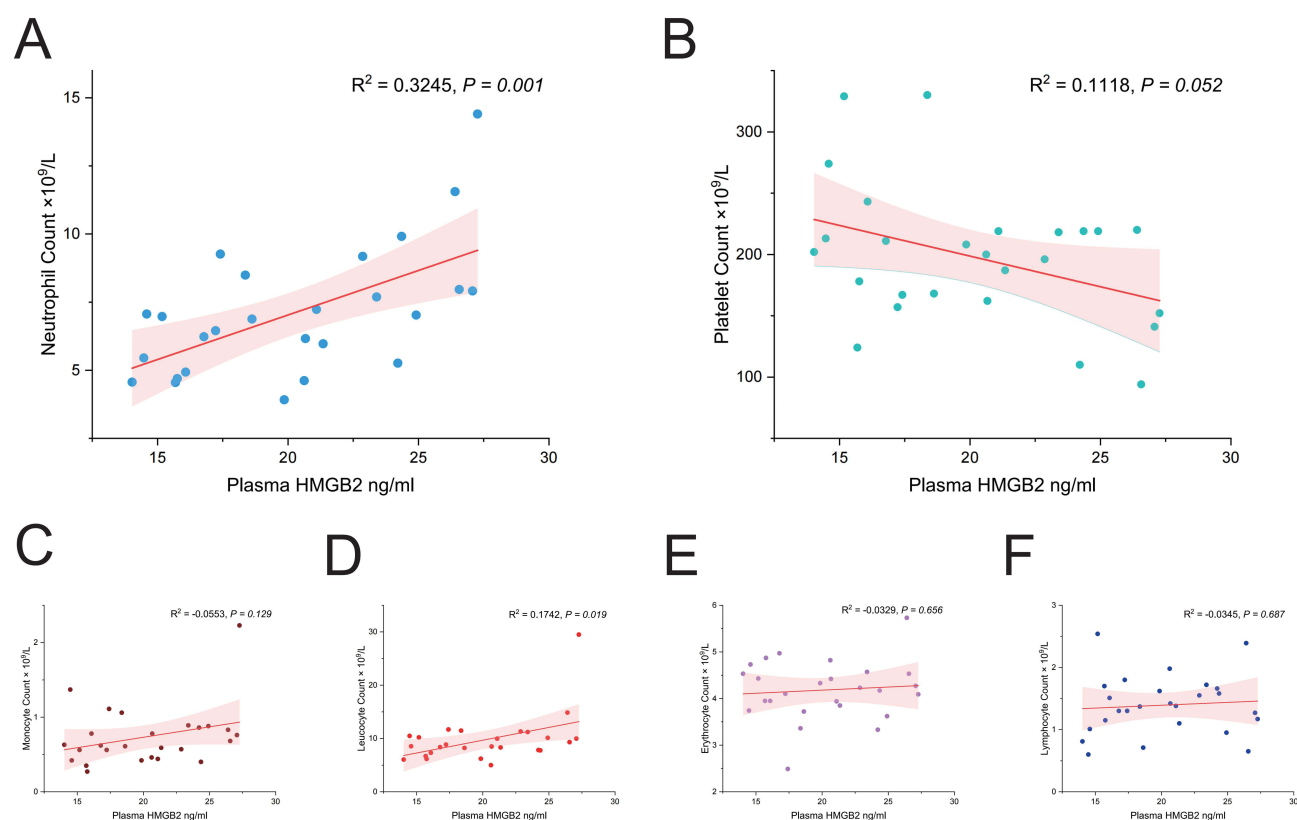 A
R² = 0.3245, P = 0.001
Neutrophil Count ×10⁹/L
15
10
5
15
20
25
30
Plasma HMGB2 ng/ml
B
R² = 0.1118, P = 0.052
Platelet Count ×10⁹/L
300
200
100
15
20
25
30
Plasma HMGB2 ng/ml
C
R² = -0.0553, P = 0.129
Monocyte Count × 10⁹/L
2
1
0
15
20
25
30
Plasma HMGB2 ng/ml
D
R² = 0.1742, P = 0.019
Leucocyte Count × 10⁹/L
30
20
10
0
15
20
25
30
Plasma HMGB2 ng/ml
E
R² = -0.0329, P = 0.656
Erythrocyte Count × 10⁹/L
6
5
4
3
2
15
20
25
30
Plasma HMGB2 ng/ml
F
R² = -0.0345, P = 0.687
Lymphocyte Count × 10⁹/L
3
2
1
0
15
20
25
30
Plasma HMGB2 ng/ml